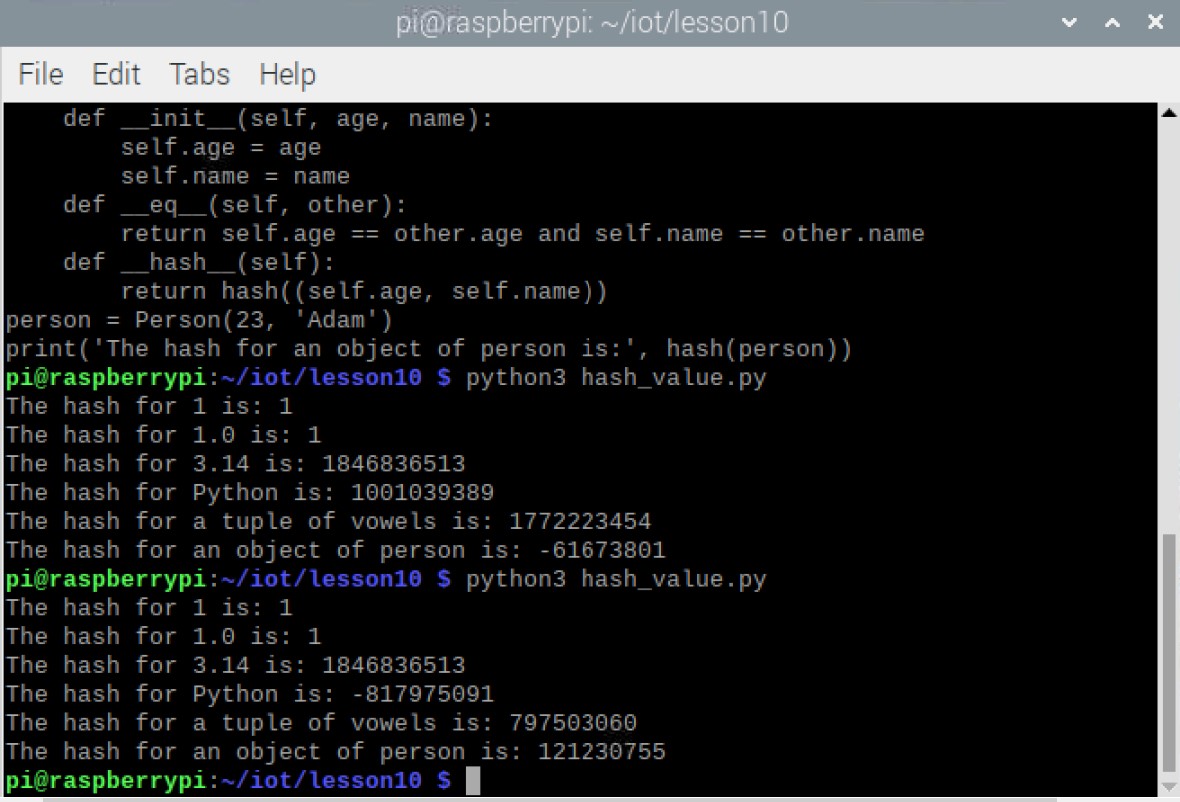 pi@raspberrypi: ~/iot/lesson10
File Edit Tabs Help
    def __init__(self, age, name):
        self.age = age
        self.name = name
    def __eq__(self, other):
        return self.age == other.age and self.name == other.name
    def __hash__(self):
        return hash((self.age, self.name))
person = Person(23, 'Adam')
print('The hash for an object of person is:', hash(person))
pi@raspberrypi:~/iot/lesson10 $ python3 hash_value.py
The hash for 1 is: 1
The hash for 1.0 is: 1
The hash for 3.14 is: 1846836513
The hash for Python is: 1001039389
The hash for a tuple of vowels is: 1772223454
The hash for an object of person is: -61673801
pi@raspberrypi:~/iot/lesson10 $ python3 hash_value.py
The hash for 1 is: 1
The hash for 1.0 is: 1
The hash for 3.14 is: 1846836513
The hash for Python is: -817975091
The hash for a tuple of vowels is: 797503060
The hash for an object of person is: 121230755
pi@raspberrypi:~/iot/lesson10 $